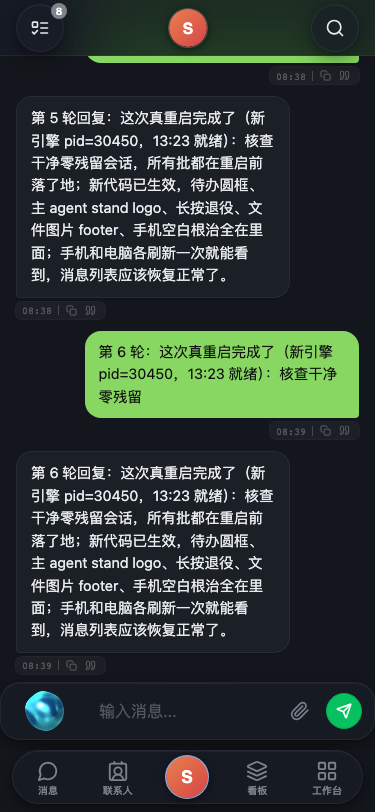 8
S
08:38
第 5 轮回复：这次真重启完成了（新
引擎 pid=30450，13:23 就绪）：核查
干净零残留会话，所有批都在重启前
落了地；新代码已生效，待办圆框、
主 agent stand logo、长按退役、文
件图片 footer、手机空白根治全在里
面；手机和电脑各刷新一次就能看
到，消息列表应该恢复正常了。
08:38
第 6 轮：这次真重启完成了（新引擎
pid=30450，13:23 就绪）：核查干净
零残留
08:39
第 6 轮回复：这次真重启完成了（新
引擎 pid=30450，13:23 就绪）：核查
干净零残留会话，所有批都在重启前
落了地；新代码已生效，待办圆框、
主 agent stand logo、长按退役、文
件图片 footer、手机空白根治全在里
面；手机和电脑各刷新一次就能看
到，消息列表应该恢复正常了。
08:39
输入消息...
消息
联系人
S
看板
工作台